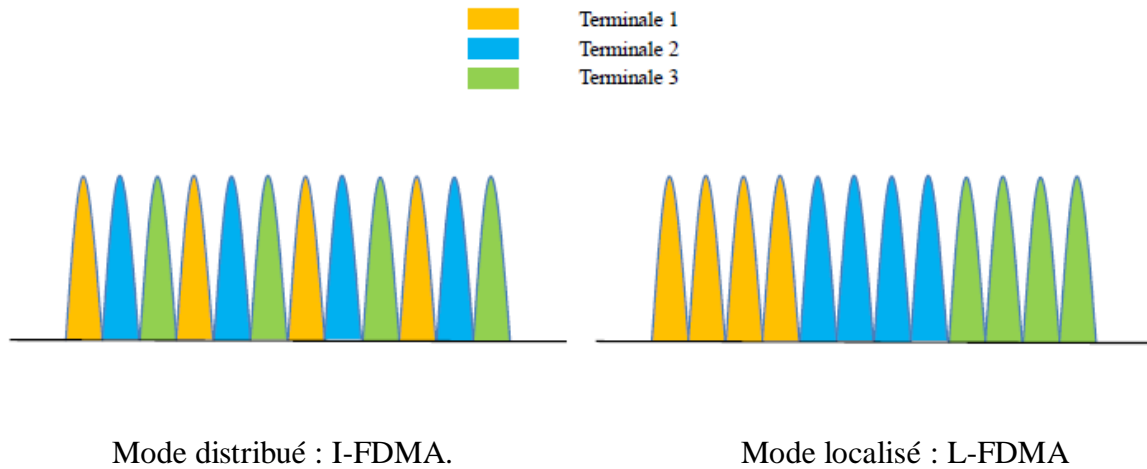 Terminale 1
Terminale 2
Terminale 3
Mode distribué : I-FDMA.
Mode localisé : L-FDMA